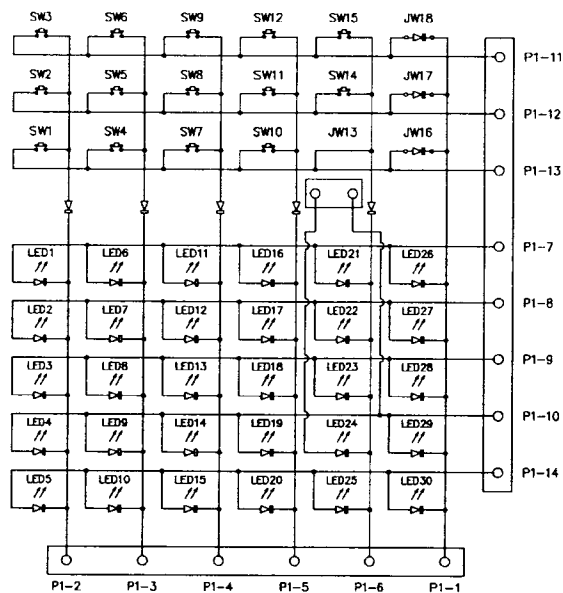 SW3 SW6 SW9 SW12 SW15 JW18
P1-11
SW2 SW5 SW8 SW11 SW14 JW17
P1-12
SW1 SW4 SW7 SW10 JW13 JW16
P1-13
P1-7
LED1 LED6 LED11 LED16 LED21 LED26
P1-8
LED2 LED7 LED12 LED17 LED22 LED27
P1-9
LED3 LED8 LED13 LED18 LED23 LED28
P1-10
LED4 LED9 LED14 LED19 LED24 LED29
P1-14
LED5 LED10 LED15 LED20 LED25 LED30
P1-2 P1-3 P1-4 P1-5 P1-6 P1-1